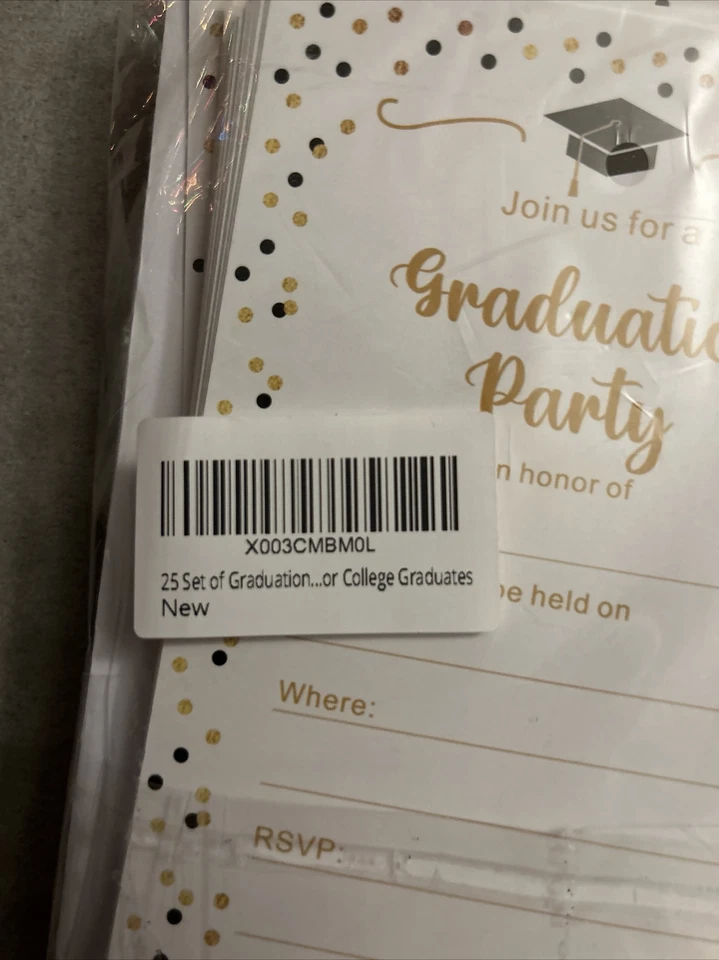 Join us for a
Graduatio
Party
n honor of
X003CMBM0L
25 Set of Graduation...or College Graduates
New
be held on
Where:
RSVP: